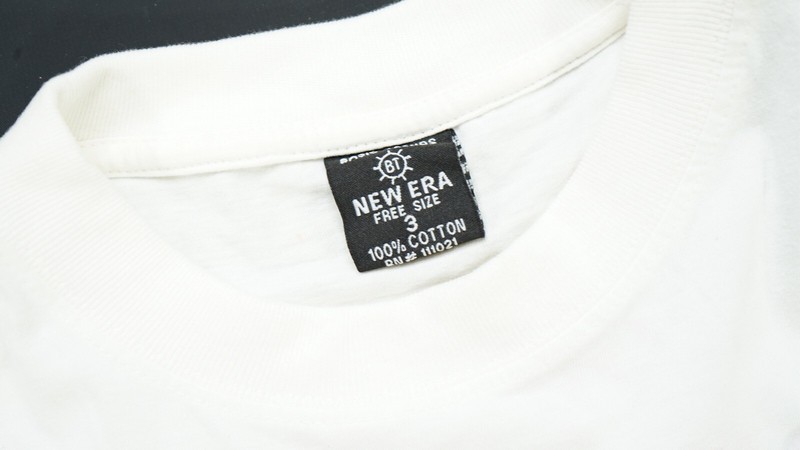 BT
NEW ERA
FREE SIZE
3
100% COTTON
RN# 111021